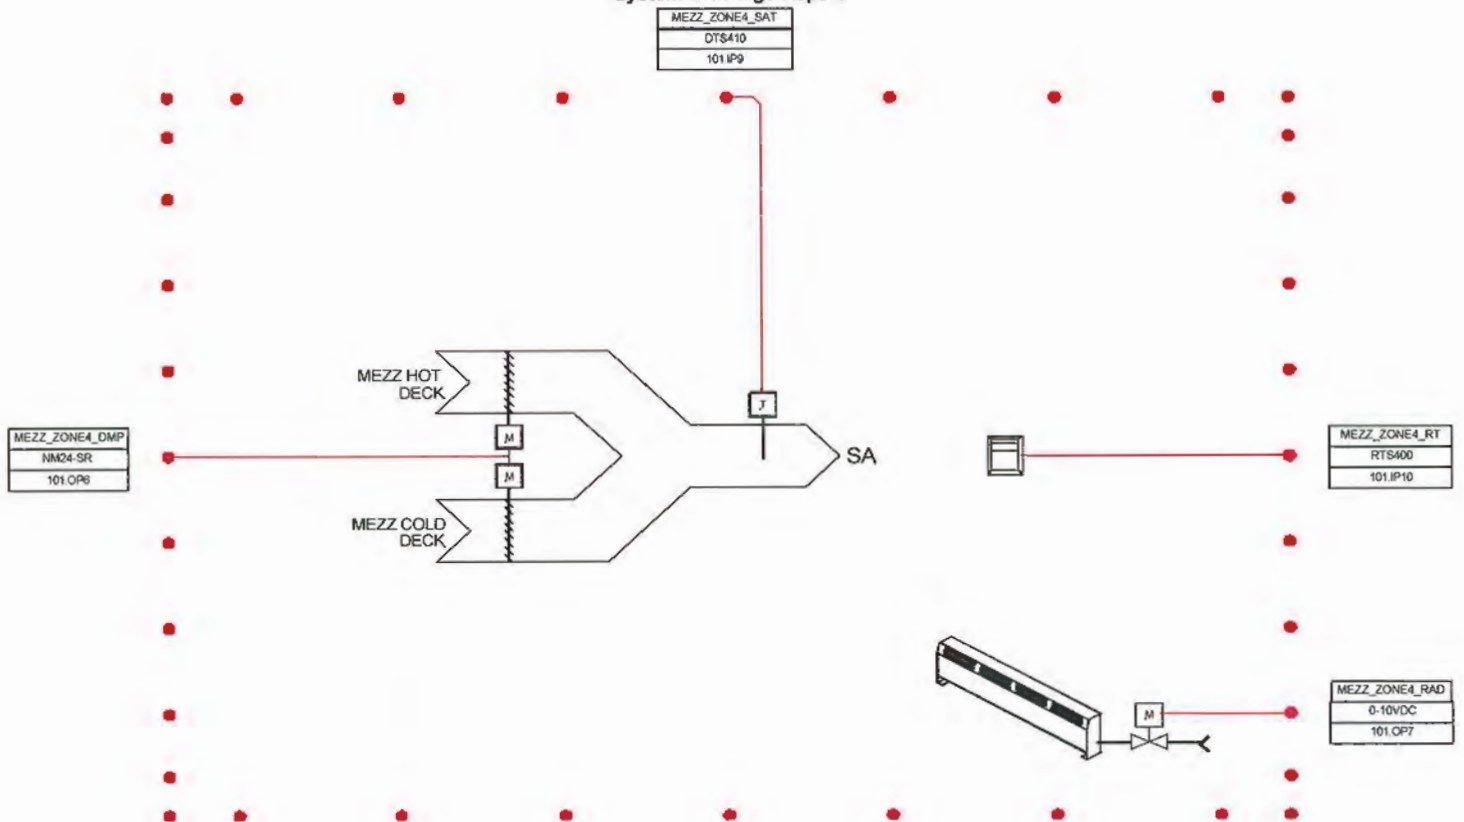 MEZZ_ZONE4_SAT
DTS410
101.IP9
MEZZ HOT
DECK
MEZZ_ZONE4_DMP
NM24-SR
101.OP6
M
M
T
SA
MEZZ COLD
DECK
MEZZ_ZONE4_RT
RTS400
101.IP10
M
MEZZ_ZONE4_RAD
0-10VDC
101.OP7